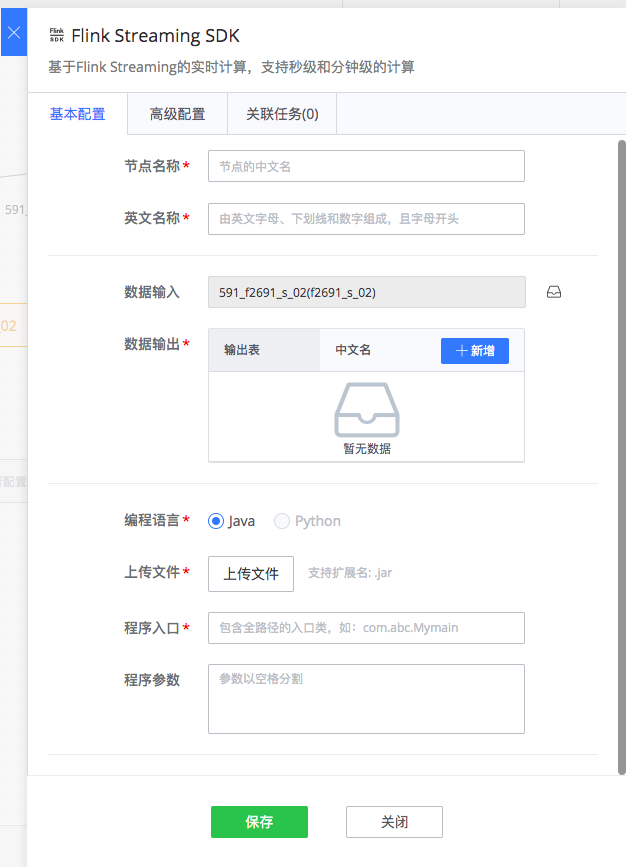 Flink SDK Flink Streaming SDK
基于Flink Streaming的实时计算，支持秒级和分钟级的计算
基本配置 高级配置 关联任务(0)
节点名称* 节点的中文名
591_
英文名称* 由英文字母、下划线和数字组成，且字母开头
数据输入 591_f2691_s_02(f2691_s_02)
_02
数据输出* 输出表 中文名 +新增
暂无数据
配置
编程语言* Java Python
上传文件* 上传文件 支持扩展名: .jar
程序入口* 包含全路径的入口类，如：com.abc.Mymain
程序参数 参数以空格分割
保存 关闭